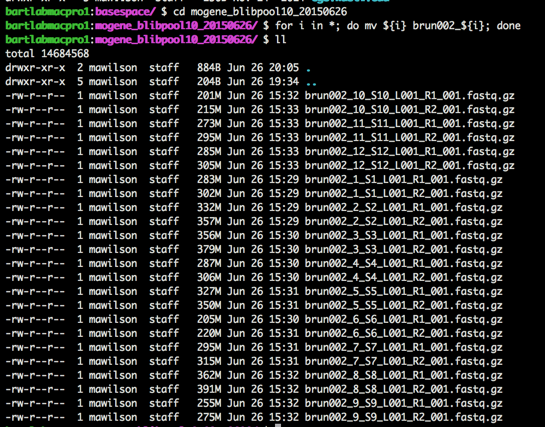 bartlabmacpro1:basespace/ $ cd mogene_blibpool10_20150626/
bartlabmacpro1:mogene_blibpool10_20150626/ $ for i in *; do mv ${i} brun002_${i}; done
bartlabmacpro1:mogene_blibpool10_20150626/ $ ll
total 14684568
drwxr-xr-x 2 mawilson staff 884B Jun 26 20:05 .
drwxr-xr-x 5 mawilson staff 204B Jun 26 19:34 ..
-rw-r--r-- 1 mawilson staff 201M Jun 26 15:32 brun002_10_S10_L001_R1_001.fastq.gz
-rw-r--r-- 1 mawilson staff 215M Jun 26 15:33 brun002_10_S10_L001_R2_001.fastq.gz
-rw-r--r-- 1 mawilson staff 273M Jun 26 15:33 brun002_11_S11_L001_R1_001.fastq.gz
-rw-r--r-- 1 mawilson staff 295M Jun 26 15:33 brun002_11_S11_L001_R2_001.fastq.gz
-rw-r--r-- 1 mawilson staff 285M Jun 26 15:33 brun002_12_S12_L001_R1_001.fastq.gz
-rw-r--r-- 1 mawilson staff 305M Jun 26 15:33 brun002_12_S12_L001_R2_001.fastq.gz
-rw-r--r-- 1 mawilson staff 283M Jun 26 15:29 brun002_1_S1_L001_R1_001.fastq.gz
-rw-r--r-- 1 mawilson staff 302M Jun 26 15:29 brun002_1_S1_L001_R2_001.fastq.gz
-rw-r--r-- 1 mawilson staff 332M Jun 26 15:29 brun002_2_S2_L001_R1_001.fastq.gz
-rw-r--r-- 1 mawilson staff 357M Jun 26 15:29 brun002_2_S2_L001_R2_001.fastq.gz
-rw-r--r-- 1 mawilson staff 356M Jun 26 15:30 brun002_3_S3_L001_R1_001.fastq.gz
-rw-r--r-- 1 mawilson staff 379M Jun 26 15:30 brun002_3_S3_L001_R2_001.fastq.gz
-rw-r--r-- 1 mawilson staff 287M Jun 26 15:30 brun002_4_S4_L001_R1_001.fastq.gz
-rw-r--r-- 1 mawilson staff 306M Jun 26 15:30 brun002_4_S4_L001_R2_001.fastq.gz
-rw-r--r-- 1 mawilson staff 327M Jun 26 15:31 brun002_5_S5_L001_R1_001.fastq.gz
-rw-r--r-- 1 mawilson staff 350M Jun 26 15:31 brun002_5_S5_L001_R2_001.fastq.gz
-rw-r--r-- 1 mawilson staff 205M Jun 26 15:30 brun002_6_S6_L001_R1_001.fastq.gz
-rw-r--r-- 1 mawilson staff 220M Jun 26 15:31 brun002_6_S6_L001_R2_001.fastq.gz
-rw-r--r-- 1 mawilson staff 295M Jun 26 15:31 brun002_7_S7_L001_R1_001.fastq.gz
-rw-r--r-- 1 mawilson staff 315M Jun 26 15:31 brun002_7_S7_L001_R2_001.fastq.gz
-rw-r--r-- 1 mawilson staff 362M Jun 26 15:32 brun002_8_S8_L001_R1_001.fastq.gz
-rw-r--r-- 1 mawilson staff 391M Jun 26 15:32 brun002_8_S8_L001_R2_001.fastq.gz
-rw-r--r-- 1 mawilson staff 255M Jun 26 15:32 brun002_9_S9_L001_R1_001.fastq.gz
-rw-r--r-- 1 mawilson staff 275M Jun 26 15:32 brun002_9_S9_L001_R2_001.fastq.gz